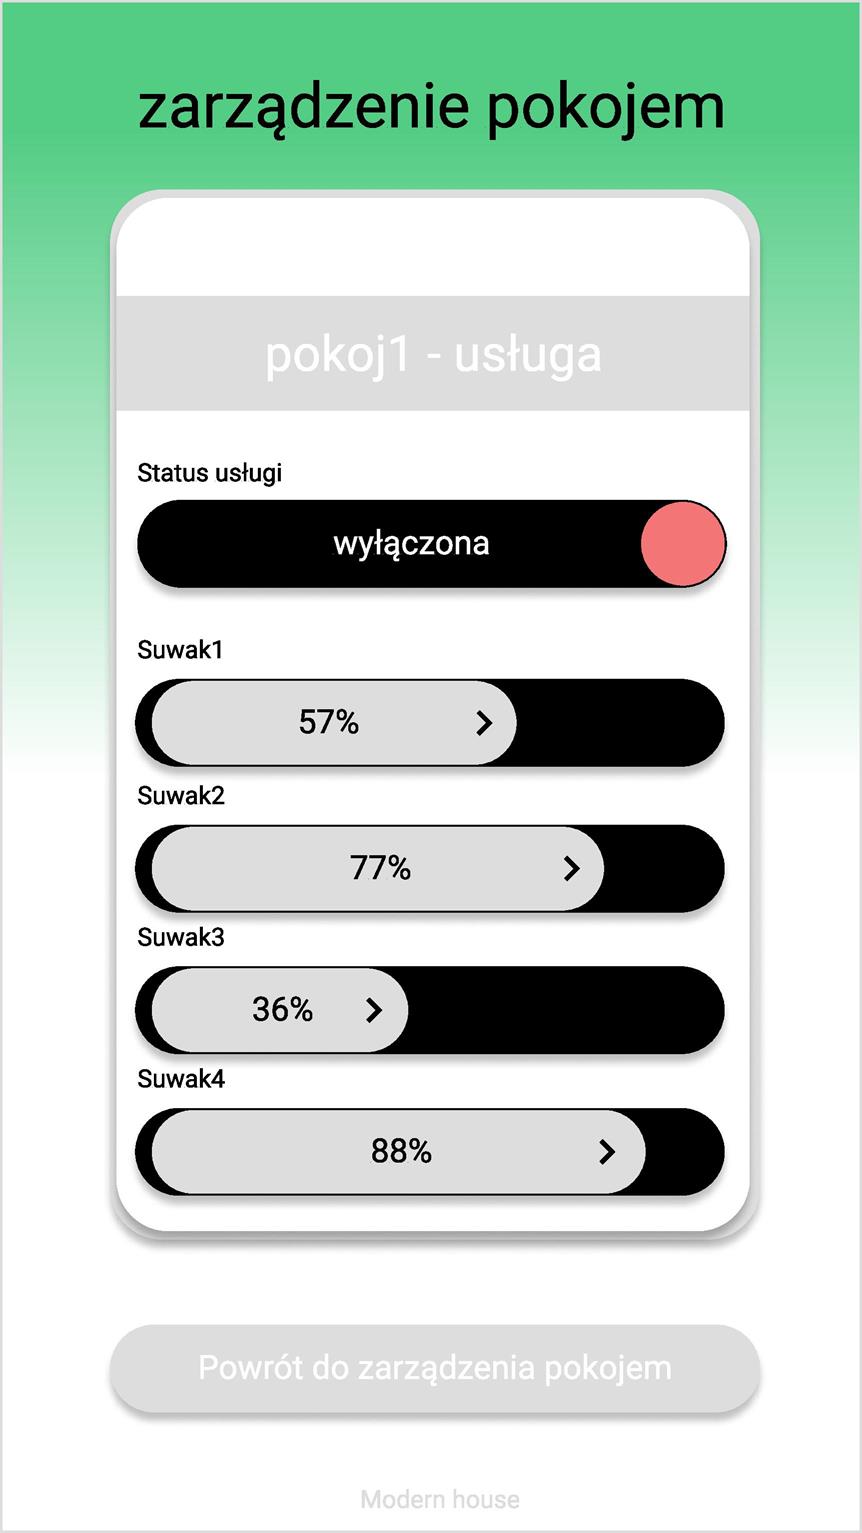 zarządzenie pokojem
pokoj1 - usługa
Status usługi
wyłączona
Suwak1
57%
Suwak2
77%
Suwak3
36%
Suwak4
88%
Powrót do zarządzenia pokojem
Modern house